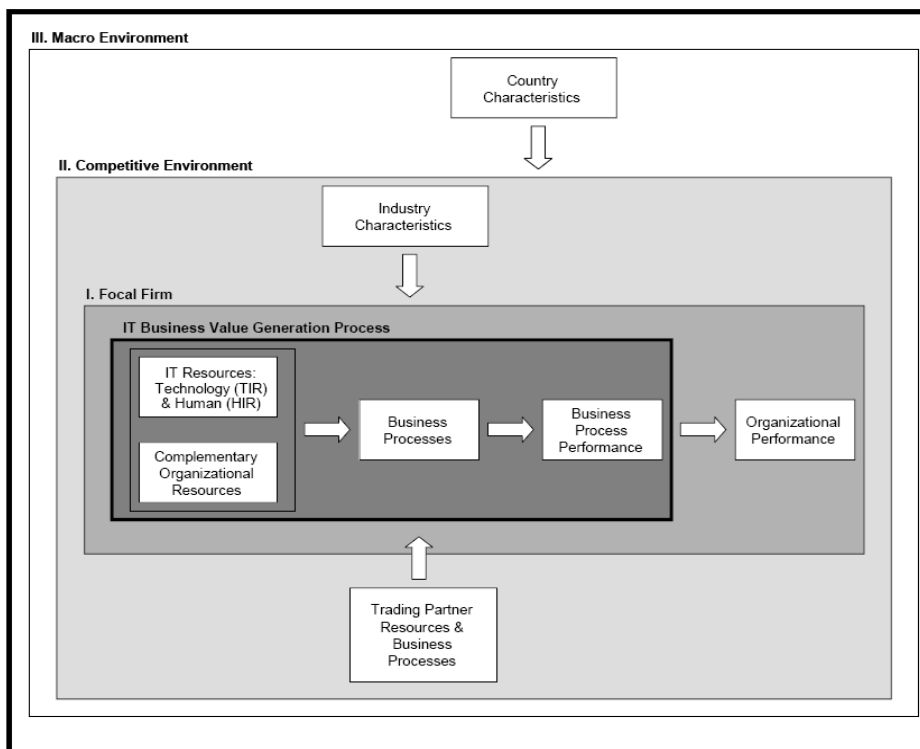 III. Macro Environment
Country
Characteristics
II. Competitive Environment
Industry
Characteristics
I. Focal Firm
IT Business Value Generation Process
IT Resources:
Technology (TIR)
& Human (HIR)
Complementary
Organizational
Resources
Business
Processes
Business
Process
Performance
Organizational
Performance
Trading Partner
Resources &
Business
Processes